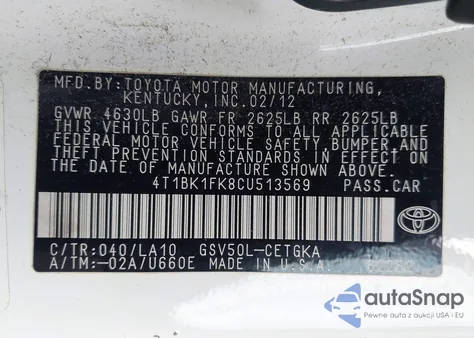 MFD.BY:TOYOTA MOTOR MANUFACTURING,
KENTUCKY, INC.02/12
GVWR 4630LB GAWR FR 2625LB RR 2625LB
THIS VEHICLE CONFORMS TO ALL APPLICABLE
FEDERAL MOTOR VEHICLE SAFETY, BUMPER, AND
THEFT PREVENTION STANDARDS IN EFFECT ON
THE DATE OF MANUFACTURE SHOWN ABOVE.
4T1BK1FK8CU513569 PASS.CAR
C/TR:040/LA10 GSV50L-CETGKA
A/TM:-02A/U660E MADE IN U.S.A.
TOYOTA
autoSnap
Pewne auta z aukcji USA i EU